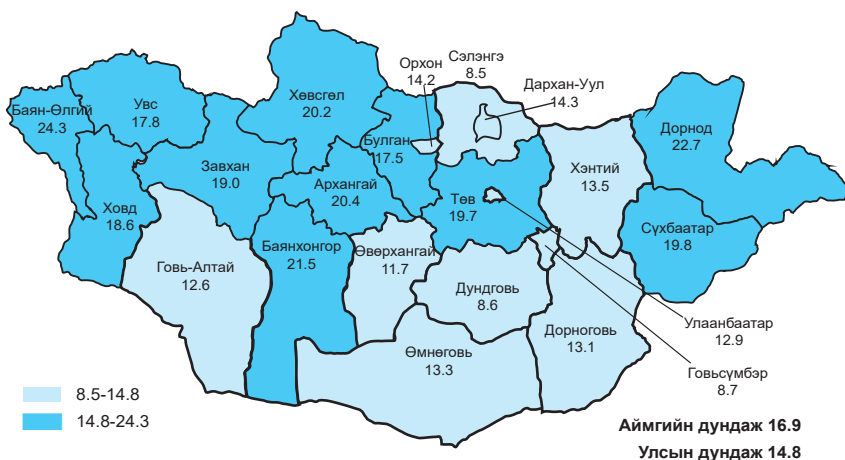 Орхон
14.2
Сэлэнгэ
8.5
Дархан-Уул
14.3
Баян-Өлгий
24.3
Увс
17.8
Хөвсгөл
20.2
Булган
17.5
Дорнод
22.7
Завхан
19.0
Архангай
20.4
Төв
19.7
Хэнтий
13.5
Ховд
18.6
Сүхбаатар
19.8
Говь-Алтай
12.6
Баянхонгор
21.5
Өвөрхангай
11.7
Дундговь
8.6
Улаанбаатар
12.9
Өмнөговь
13.3
Дорноговь
13.1
Говьсүмбэр
8.7
8.5-14.8
14.8-24.3
Аймгийн дундаж 16.9
Улсын дундаж 14.8